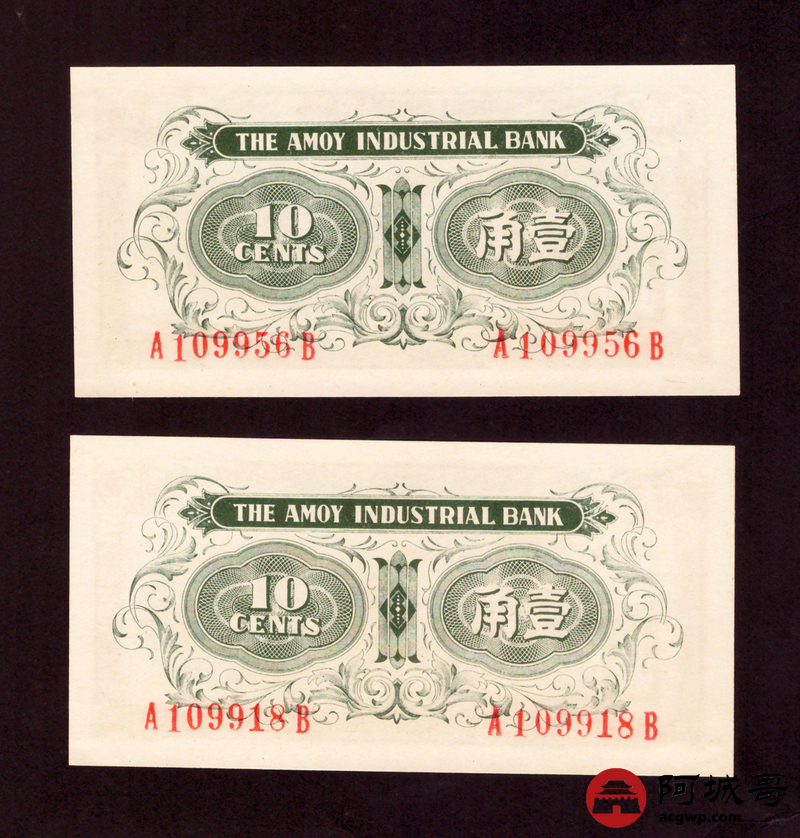 THE AMOY INDUSTRIAL BANK
10
CENTS
角壹
A109956B A109956B
THE AMOY INDUSTRIAL BANK
10
CENTS
角壹
A109918B A109918B
阿城哥
acgwp.com